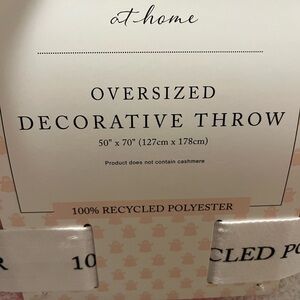 at home
OVERSIZED
DECORATIVE THROW
50" x 70" (127cm x 178cm)
Product does not contain cashmere
100% RECYCLED POLYESTER
R 10 CLED PO